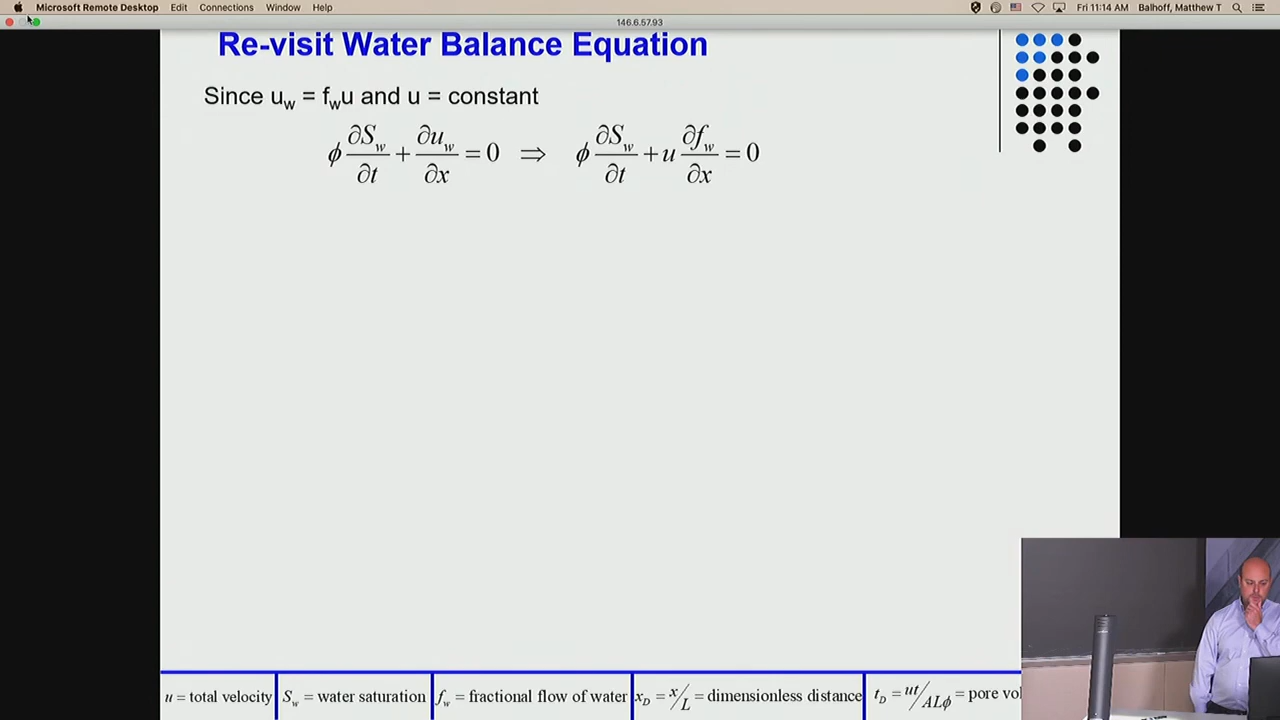 Microsoft Remote Desktop Edit Connections Window Help Fri 11:14 AM Balhoff, Matthew T
146.6.57.93
Re-visit Water Balance Equation
Since u_w = f_w u and u = constant
ϕ ∂S_w/∂t + ∂u_w/∂x = 0 ⇒ ϕ ∂S_w/∂t + u ∂f_w/∂x = 0
u = total velocity S_w = water saturation f_w = fractional flow of water x_D = x/L = dimensionless distance t_D = ut/ALϕ = pore vol